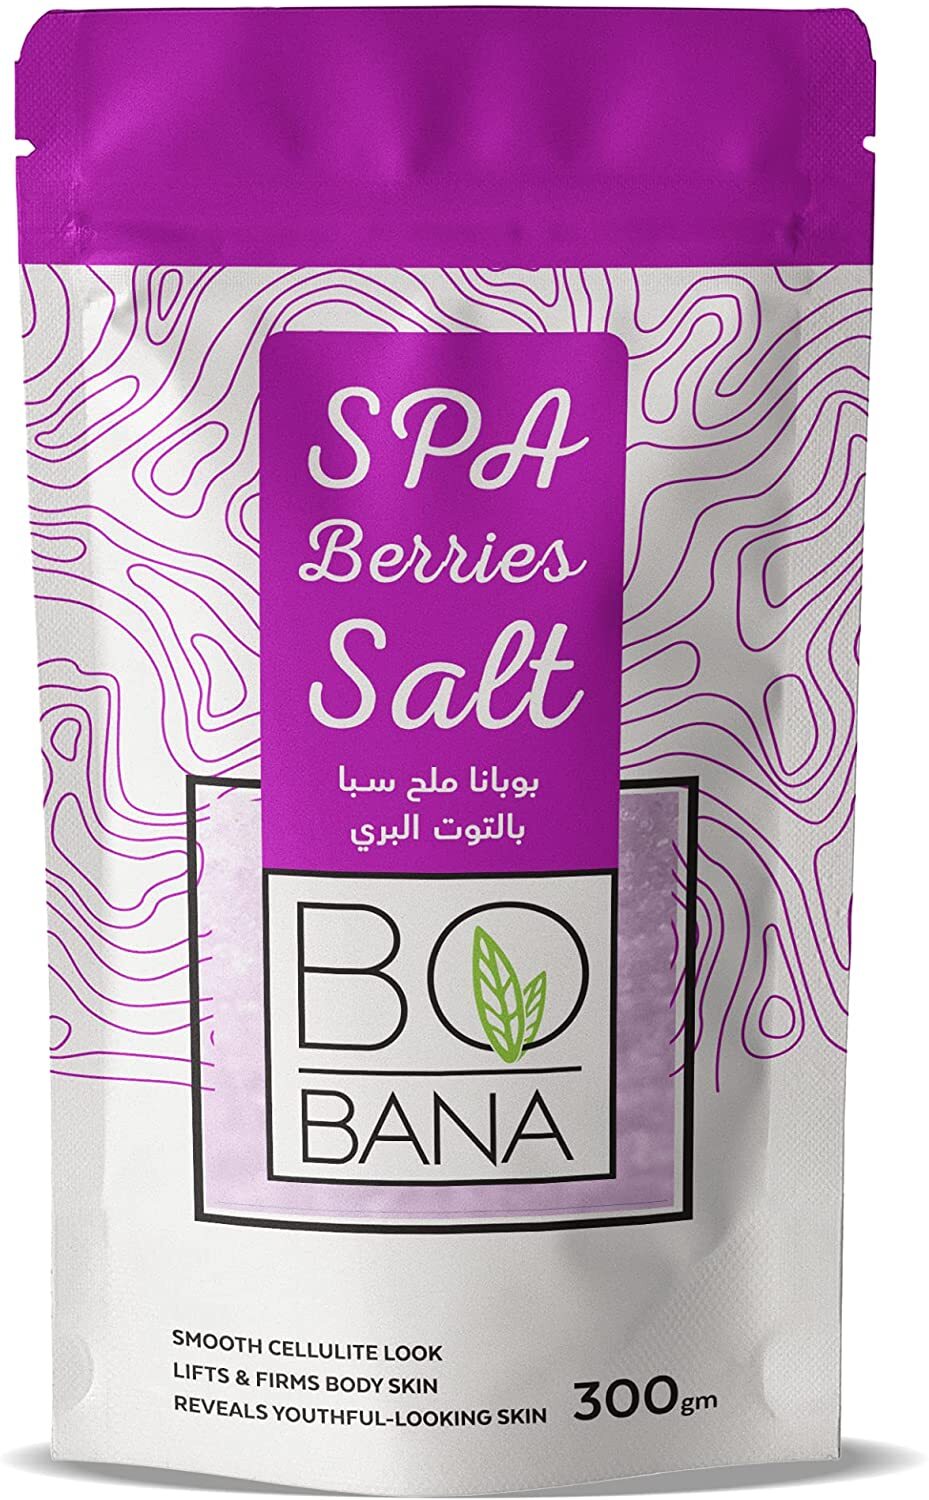 SPA
Berries
Salt
بوبانا ملح سبا
بالتوت البري
BO
BANA
SMOOTH CELLULITE LOOK
LIFTS & FIRMS BODY SKIN
REVEALS YOUTHFUL-LOOKING SKIN
300gm